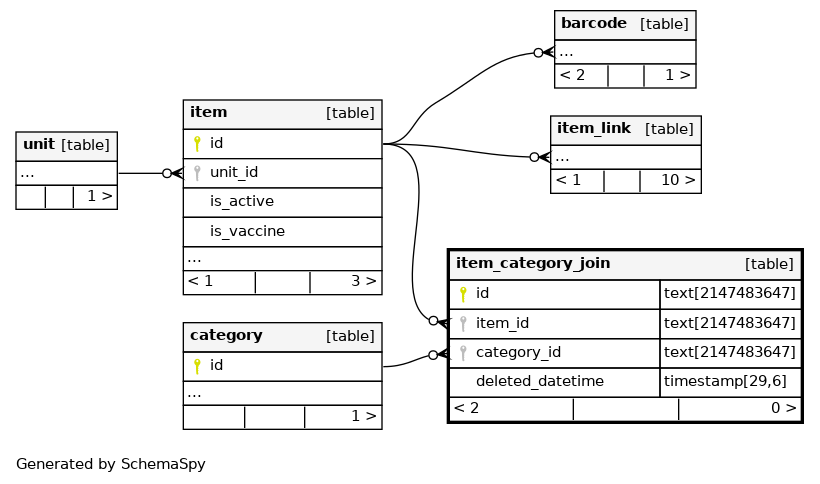 barcode [table]
...
< 2 1 >
item [table]
id
unit_id
is_active
is_vaccine
...
< 1 3 >
item_link [table]
...
< 1 10 >
unit [table]
...
1 >
item_category_join [table]
id text[2147483647]
item_id text[2147483647]
category_id text[2147483647]
deleted_datetime timestamp[29,6]
< 2 0 >
category [table]
id
...
1 >
Generated by SchemaSpy